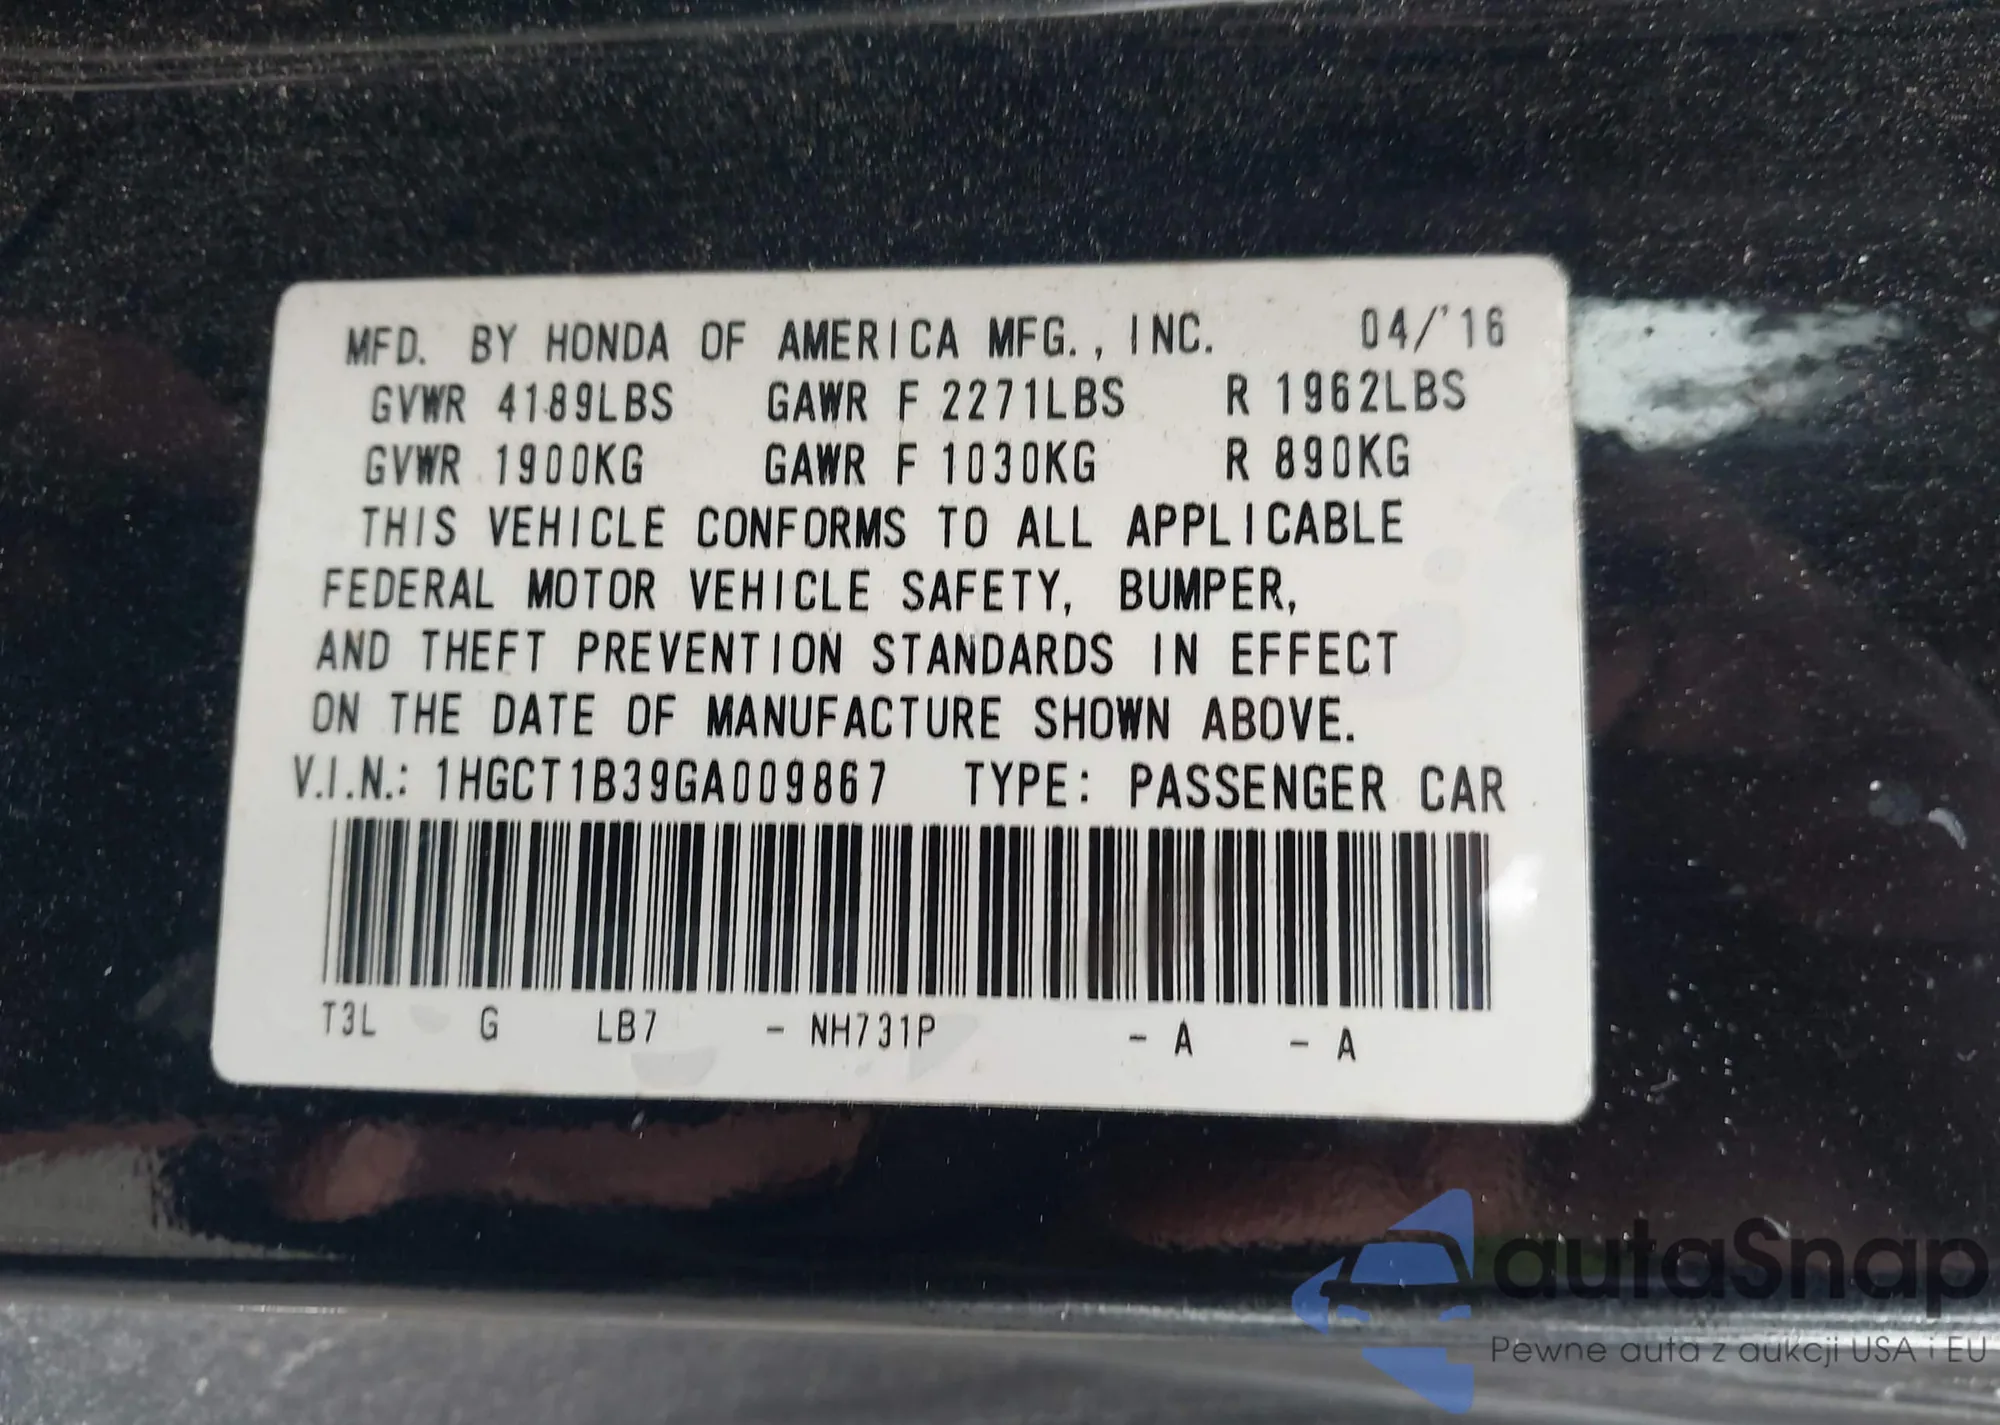 MFD. BY HONDA OF AMERICA MFG., INC. 04/'16
GVWR 4189LBS GAWR F 2271LBS R 1962LBS
GVWR 1900KG GAWR F 1030KG R 890KG
THIS VEHICLE CONFORMS TO ALL APPLICABLE
FEDERAL MOTOR VEHICLE SAFETY, BUMPER,
AND THEFT PREVENTION STANDARDS IN EFFECT
ON THE DATE OF MANUFACTURE SHOWN ABOVE.
V.I.N.: 1HGCT1B39GA009867 TYPE: PASSENGER CAR
T3L G LB7 - NH731P - A - A
autaSnap
Pewne auta z aukcji USA i EU